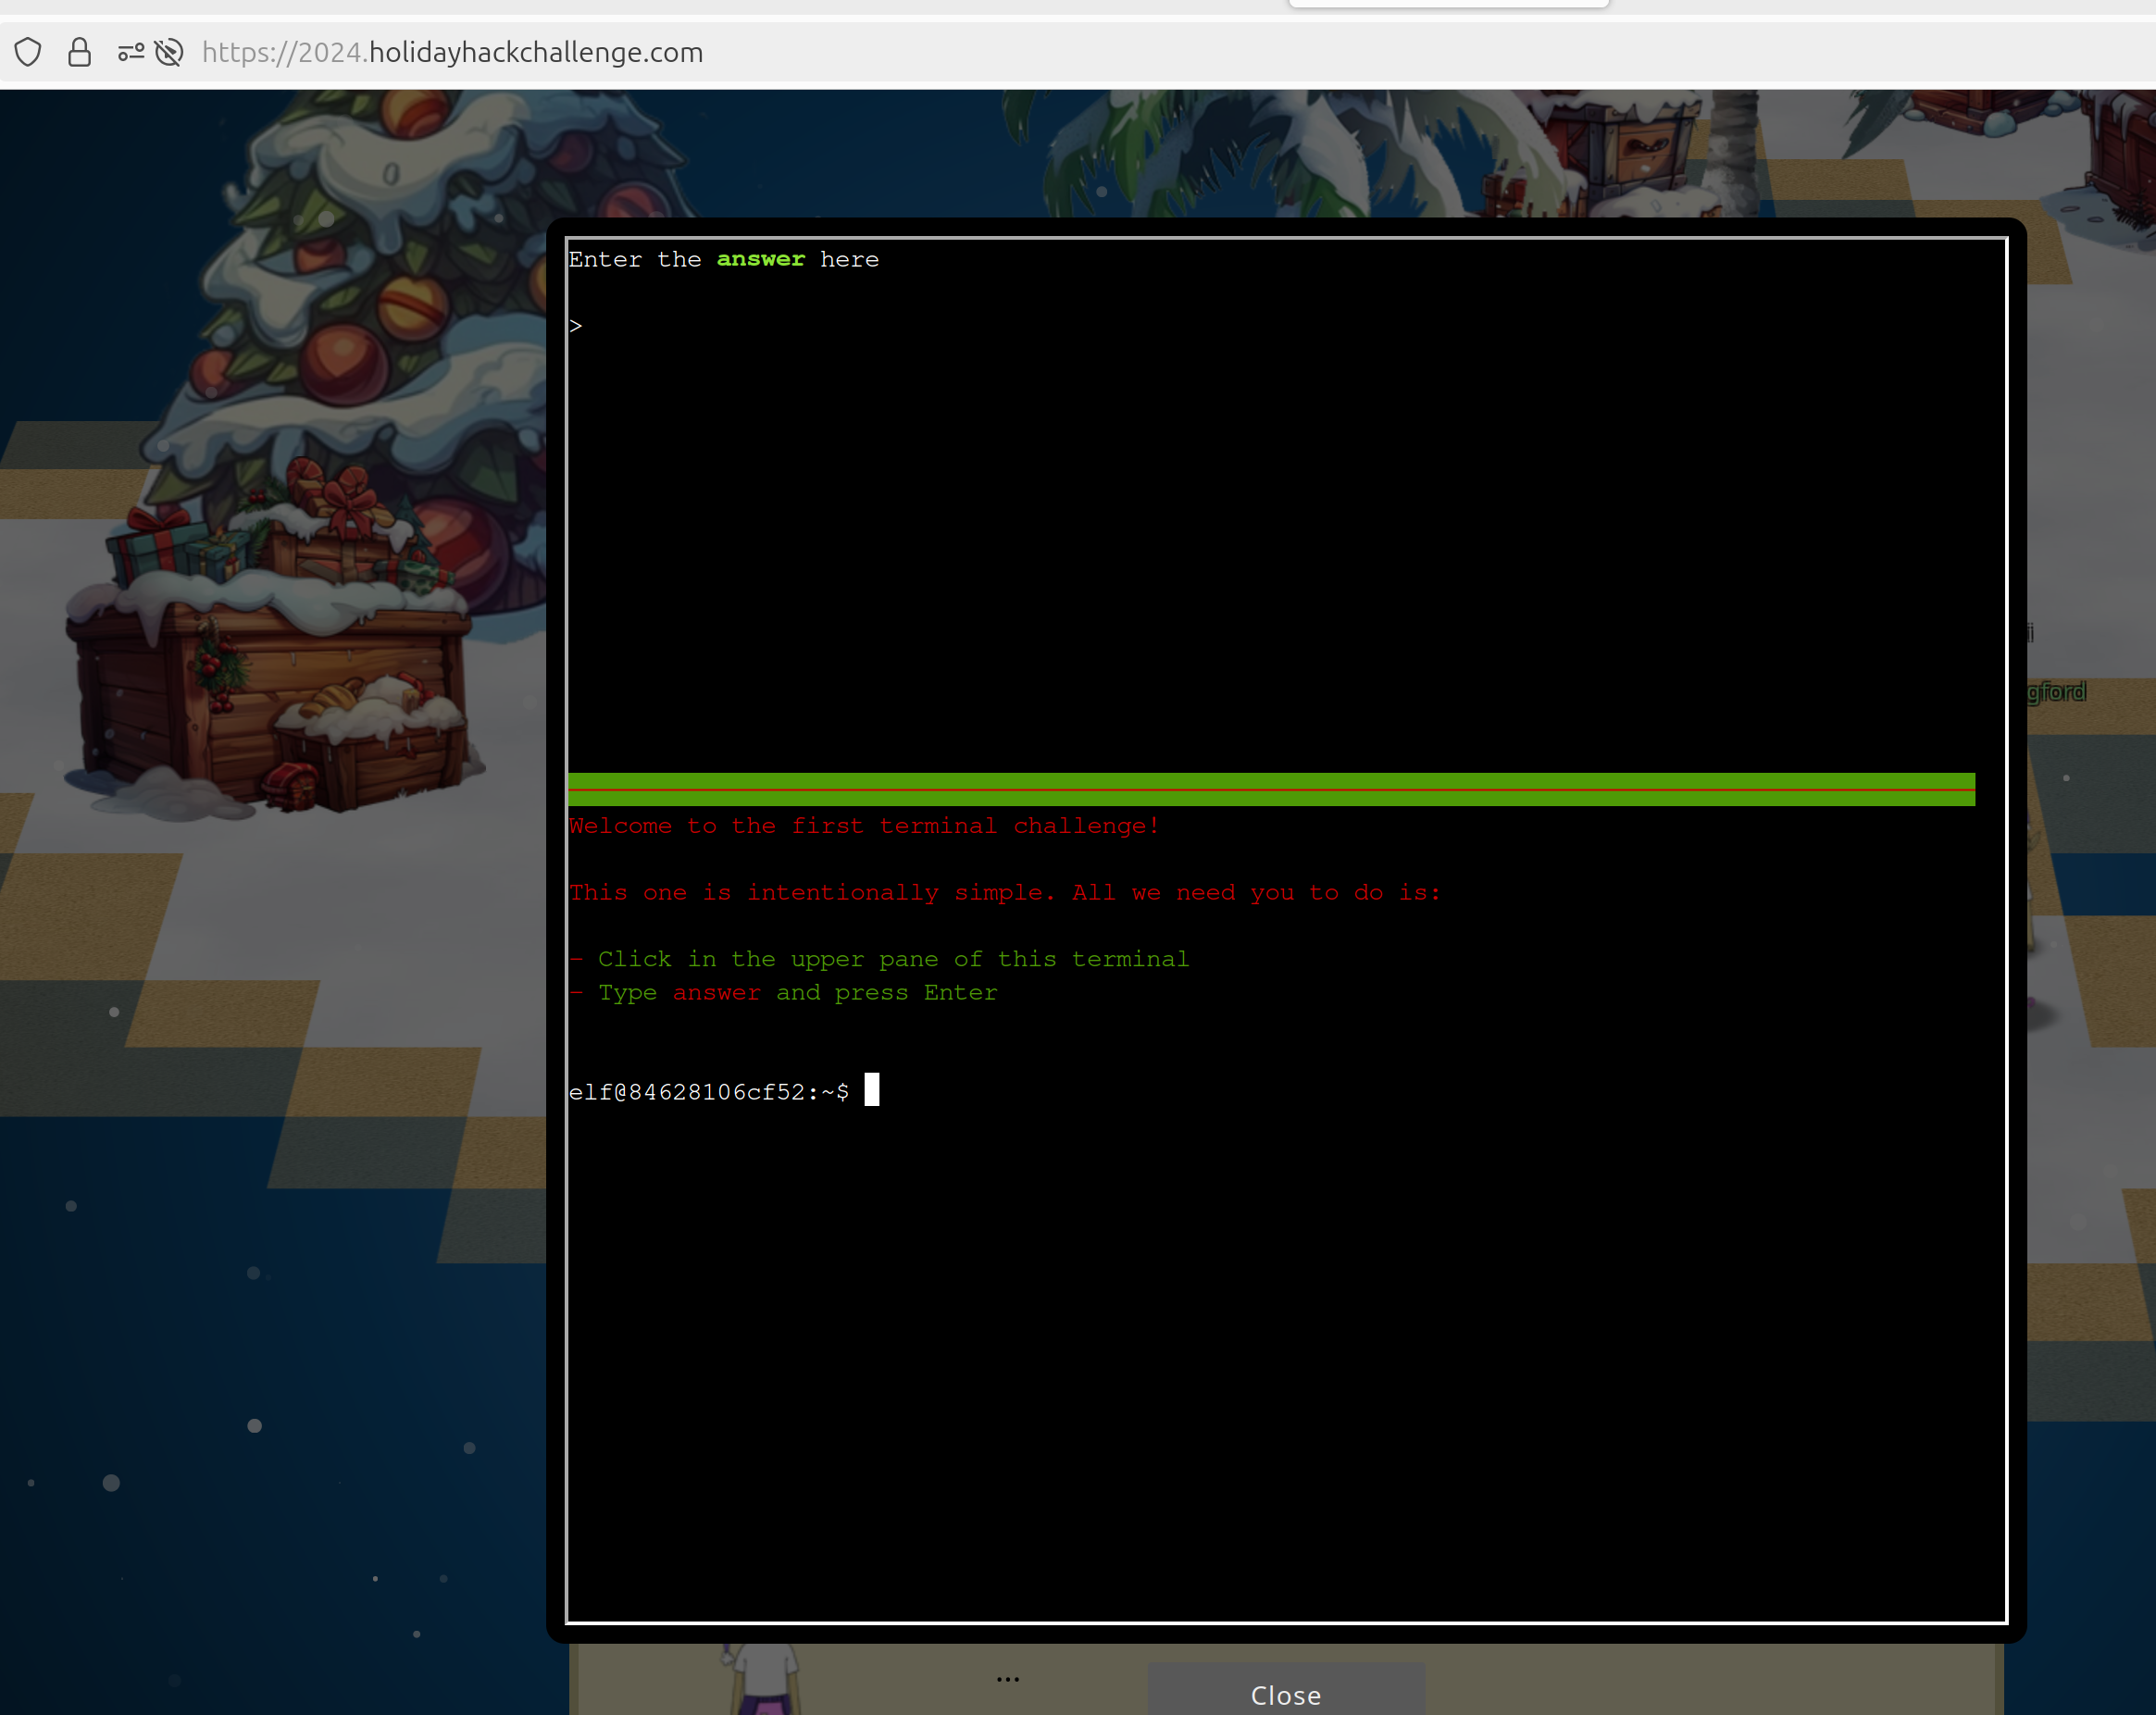 https://2024.holidayhackchallenge.com
Enter the answer here
>
Welcome to the first terminal challenge!
This one is intentionally simple. All we need you to do is:
- Click in the upper pane of this terminal
- Type answer and press Enter
elf@84628106cf52:~$
ii
gford
...
Close